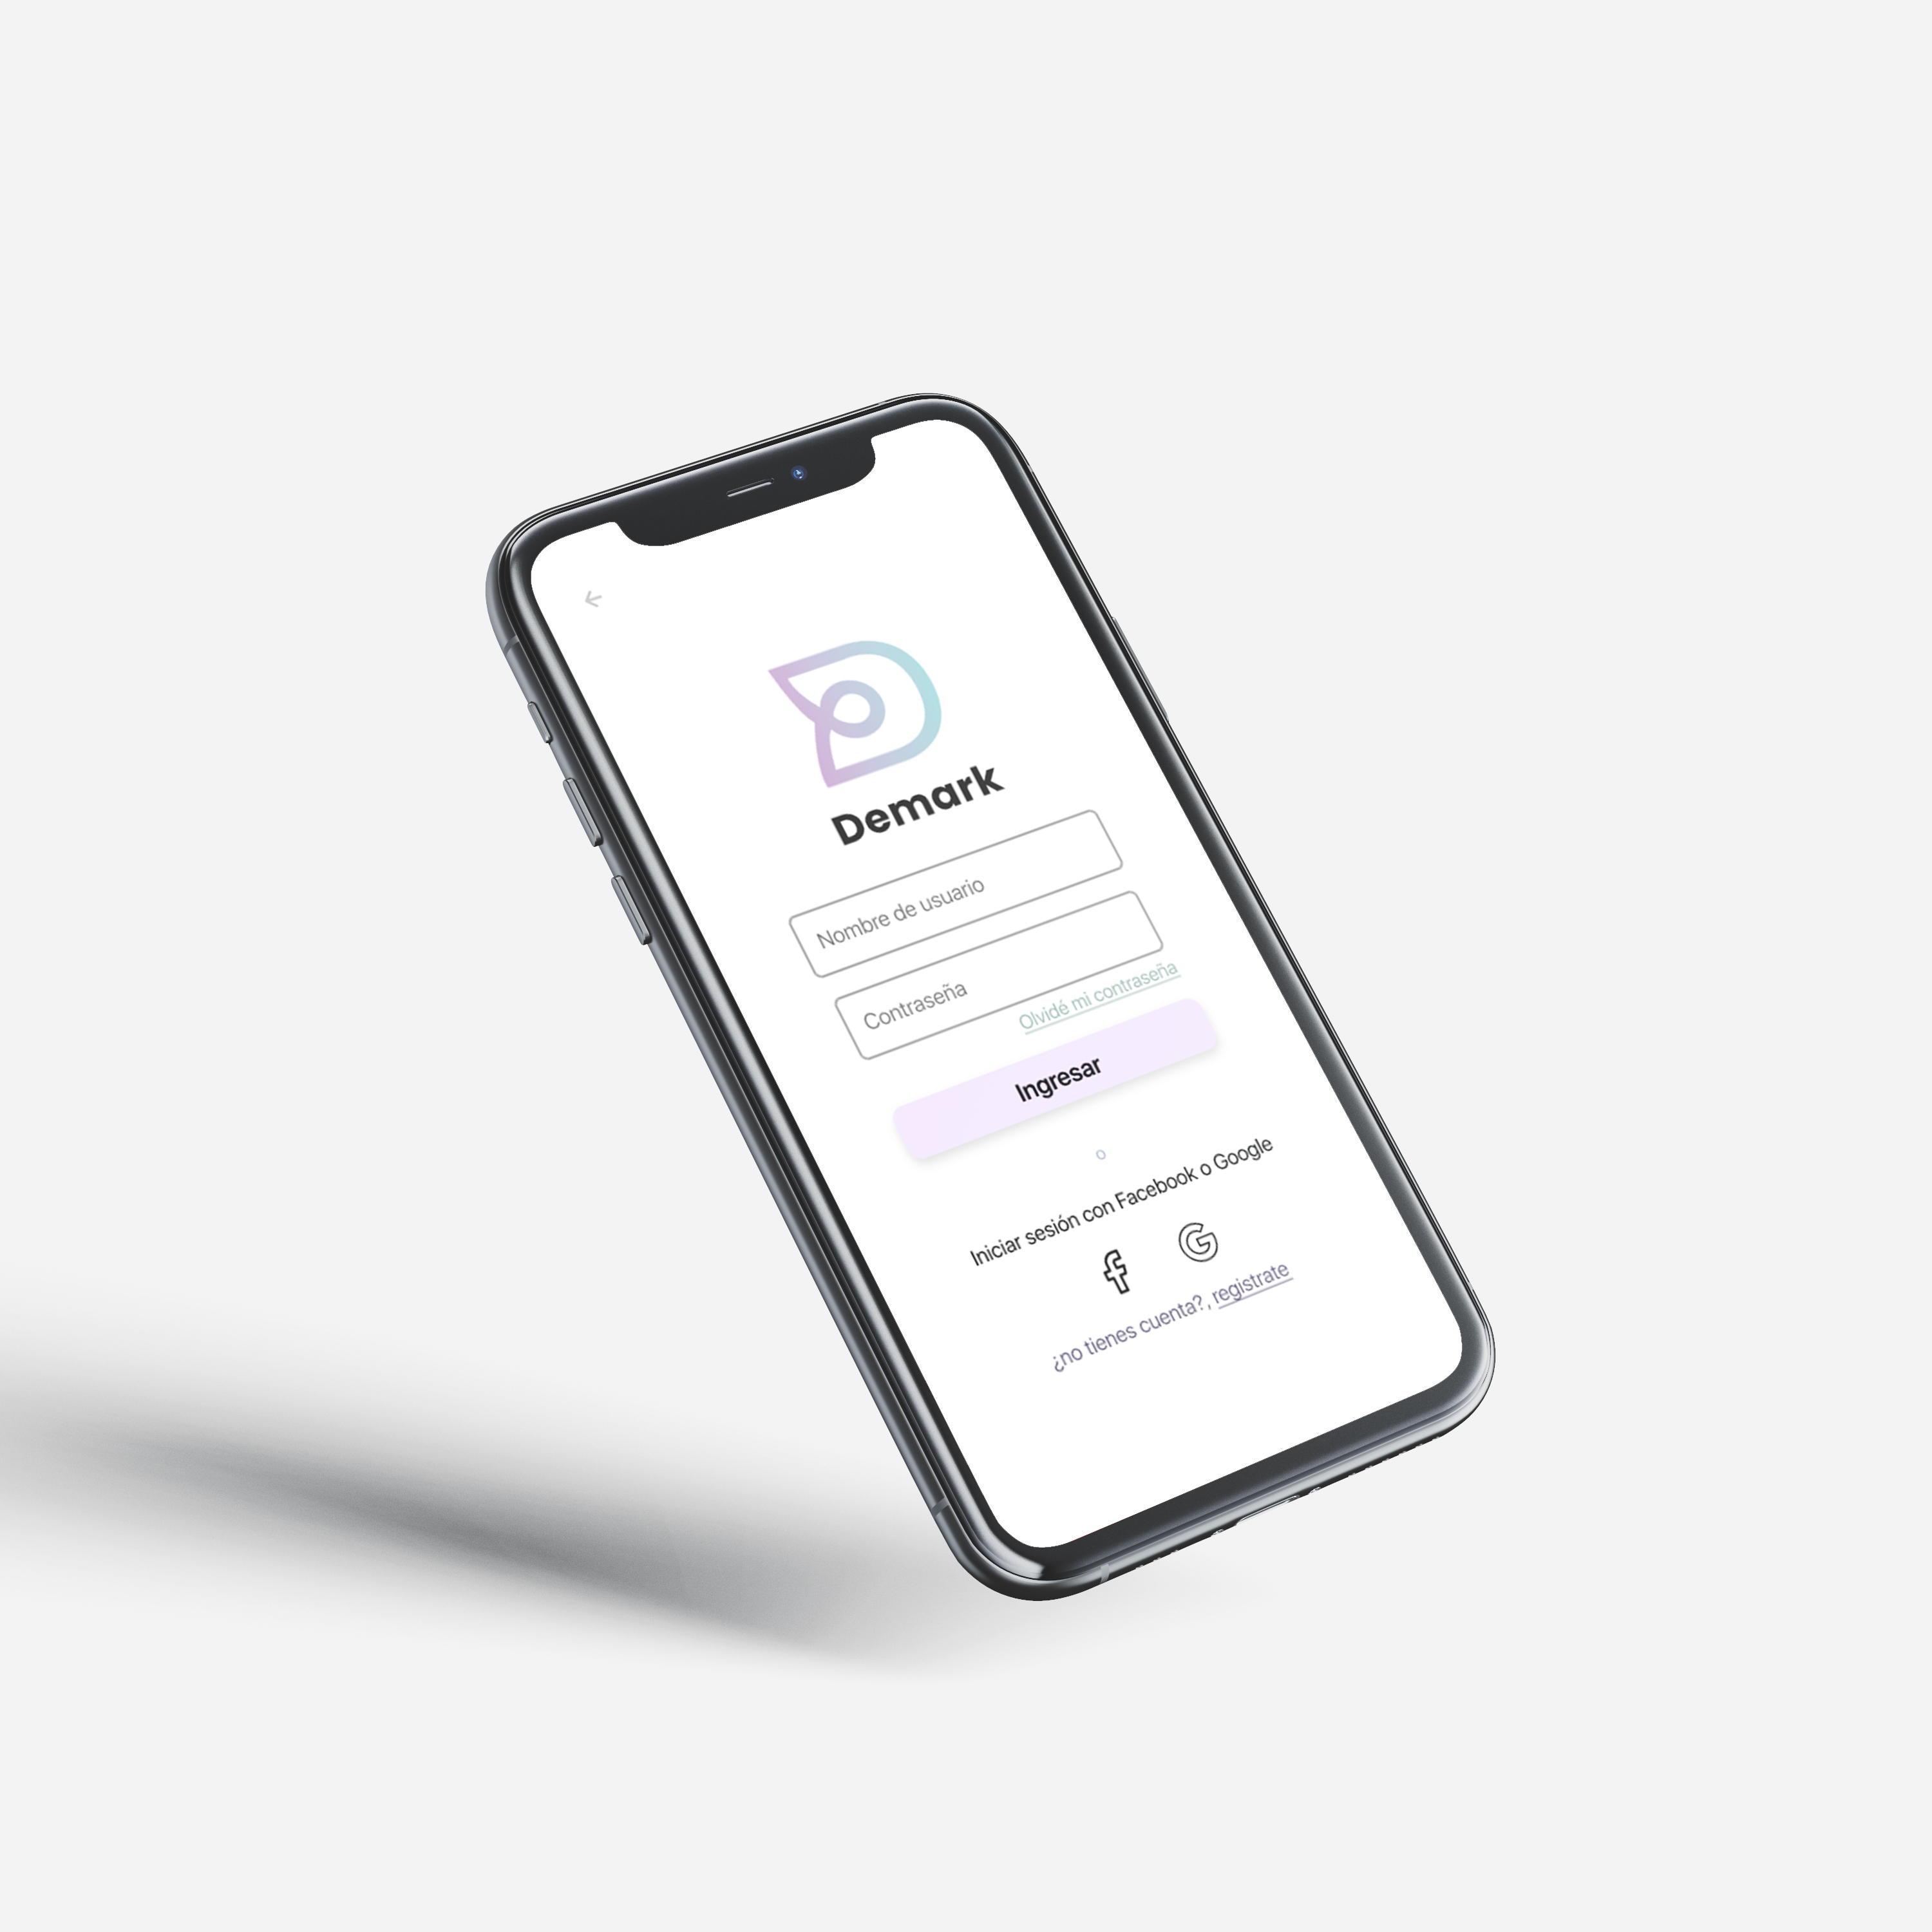 Demark
Nombre de usuario
Contraseña
Olvidé mi contraseña
Ingresar
o
Iniciar sesión con Facebook o Google
¿no tienes cuenta?, registrate